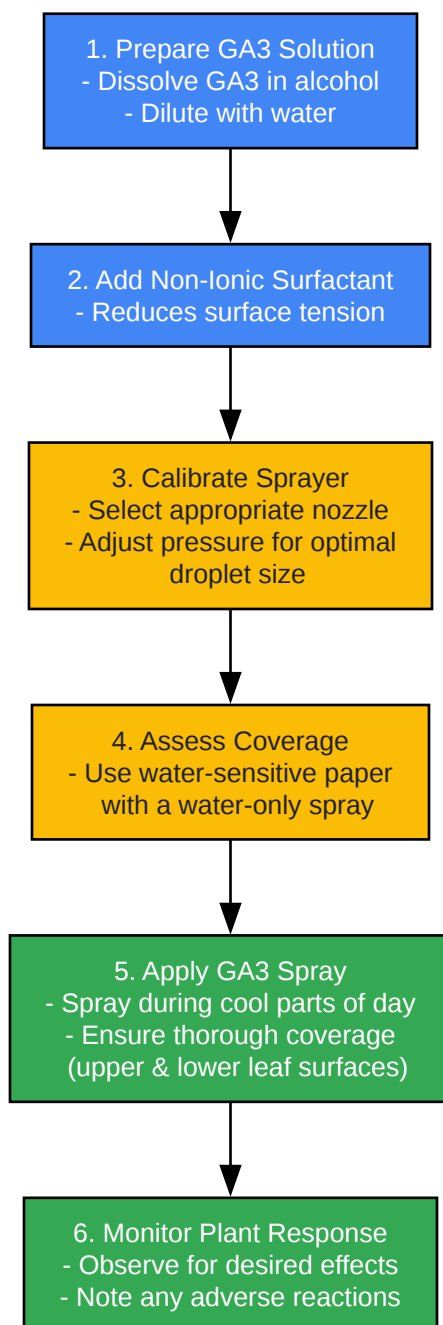 1. Prepare GA3 Solution
- Dissolve GA3 in alcohol
- Dilute with water
2. Add Non-Ionic Surfactant
- Reduces surface tension
3. Calibrate Sprayer
- Select appropriate nozzle
- Adjust pressure for optimal
droplet size
4. Assess Coverage
- Use water-sensitive paper
with a water-only spray
5. Apply GA3 Spray
- Spray during cool parts of day
- Ensure thorough coverage
(upper & lower leaf surfaces)
6. Monitor Plant Response
- Observe for desired effects
- Note any adverse reactions